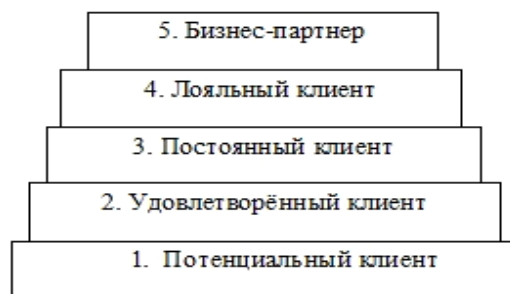 5. Бизнес-партнер
4. Лояльный клиент
3. Постоянный клиент
2. Удовлетворённый клиент
1. Потенциальный клиент